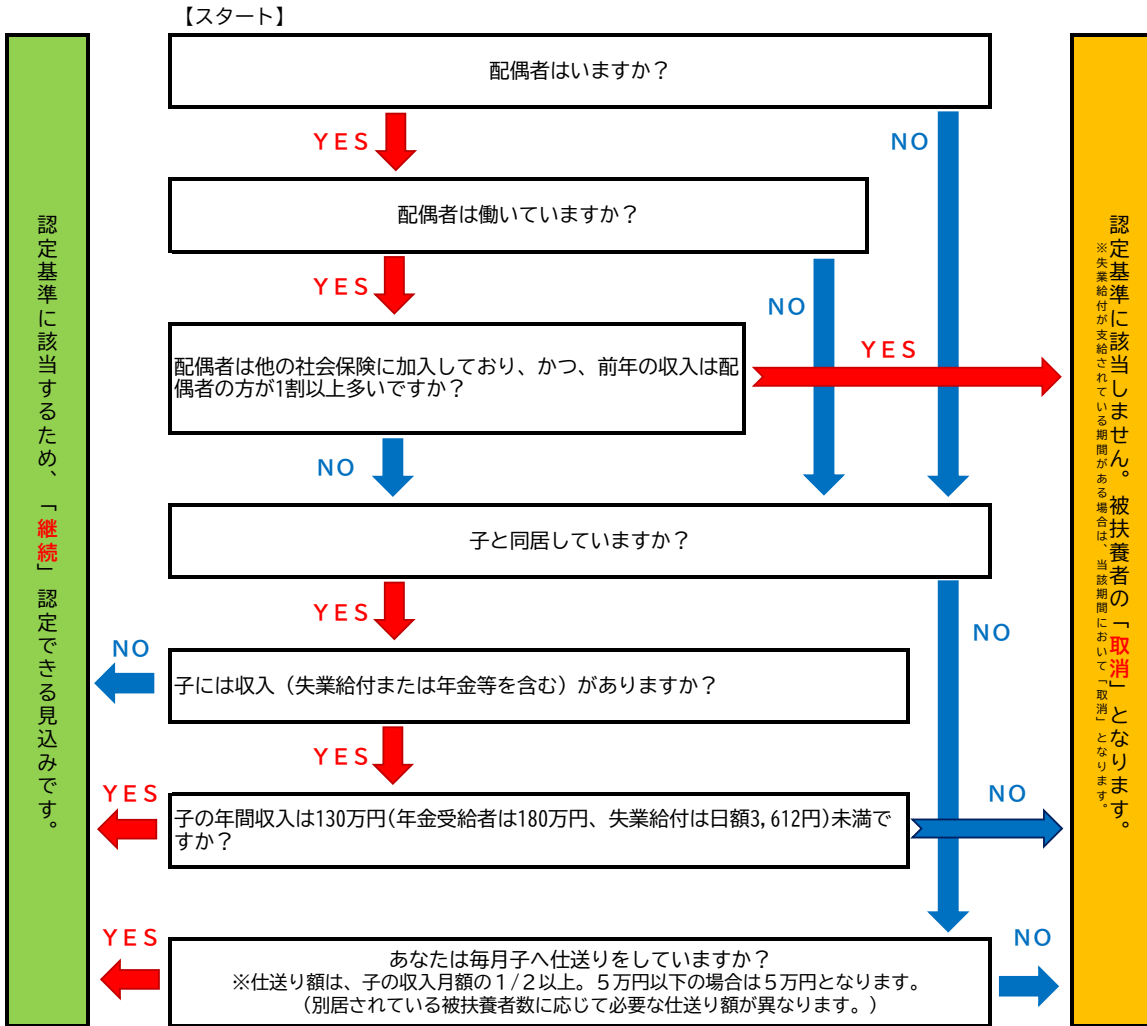 【スタート】
配偶者はいますか？
YES
NO
配偶者は働いていますか？
YES
NO
配偶者は他の社会保険に加入しており、かつ、前年の収入は配
偶者の方が1割以上多いですか？
YES
NO
子と同居していますか？
YES
NO
NO
子には収入（失業給付または年金等を含む）がありますか？
YES
YES
子の年間収入は130万円(年金受給者は180万円、失業給付は日額3,612円)未満で
すか？
NO
YES
あなたは毎月子へ仕送りをしていますか？
※仕送り額は、子の収入月額の１/２以上。５万円以下の場合は５万円となります。
（別居されている被扶養者数に応じて必要な仕送り額が異なります。）
NO
認定基準に該当するため、「継続」認定できる見込みです。
認定基準に該当しません。被扶養者の「取消」となります。
※失業給付が支給されている期間がある場合は、当該期間において「取消」となります。